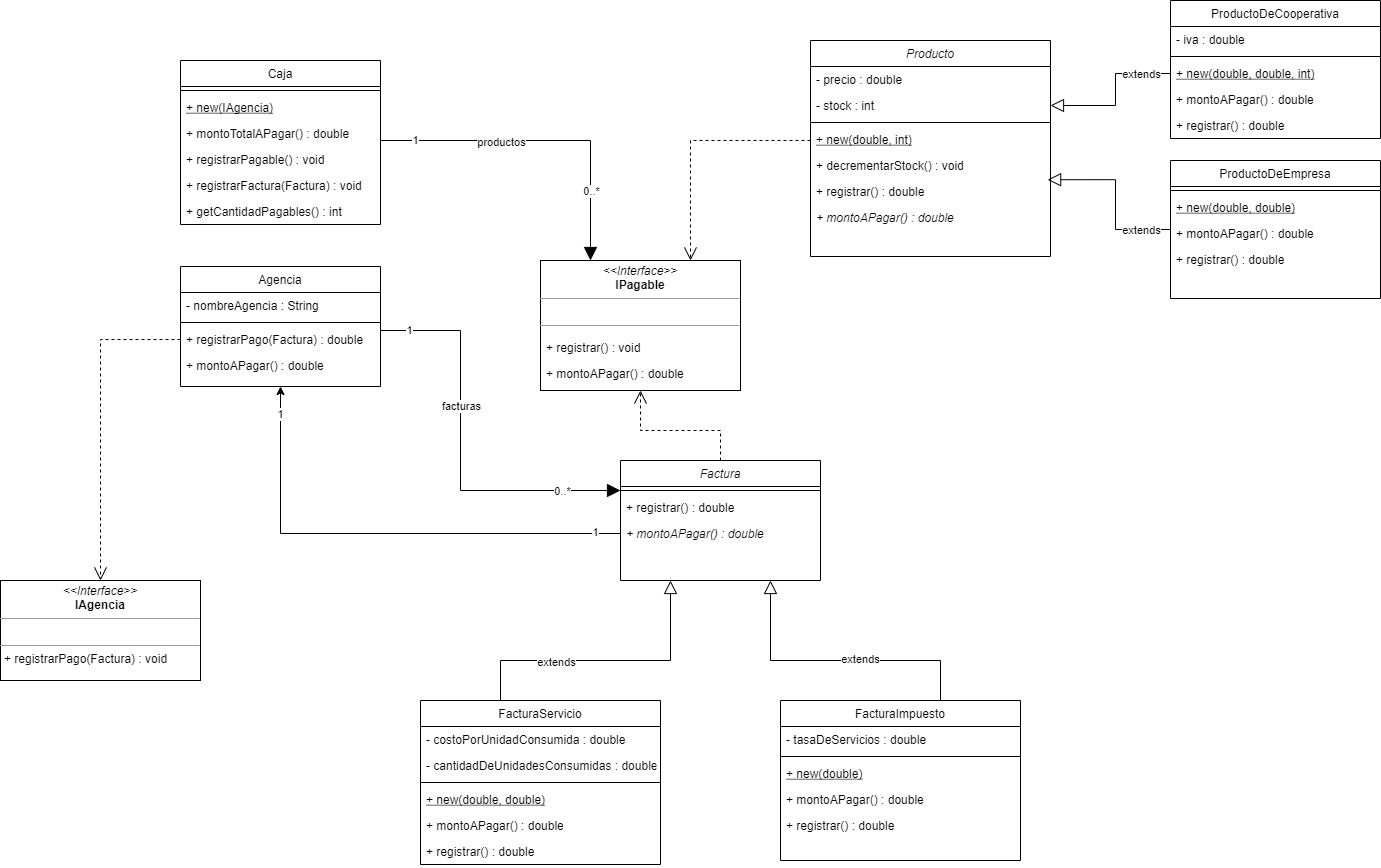 Caja
+ new(IAgencia)
+ montoTotalAPagar() : double
+ registrarPagable() : void
+ registrarFactura(Factura) : void
+ getCantidadPagables() : int
1
productos
0..*
Producto
- precio : double
- stock : int
+ new(double, int)
+ decrementarStock() : void
+ registrar() : double
+ montoAPagar() : double
extends
ProductoDeCooperativa
- iva : double
+ new(double, double, int)
+ montoAPagar() : double
+ registrar() : double
extends
ProductoDeEmpresa
+ new(double, double)
+ montoAPagar() : double
+ registrar() : double
Agencia
- nombreAgencia : String
+ registrarPago(Factura) : double
+ montoAPagar() : double
1
facturas
0..*
1
1
<<Interface>>
IPagable
+ registrar() : void
+ montoAPagar() : double
Factura
+ registrar() : double
+ montoAPagar() : double
<<Interface>>
IAgencia
+ registrarPago(Factura) : void
extends
extends
FacturaServicio
- costoPorUnidadConsumida : double
- cantidadDeUnidadesConsumidas : double
+ new(double, double)
+ montoAPagar() : double
+ registrar() : double
FacturaImpuesto
- tasaDeServicios : double
+ new(double)
+ montoAPagar() : double
+ registrar() : double